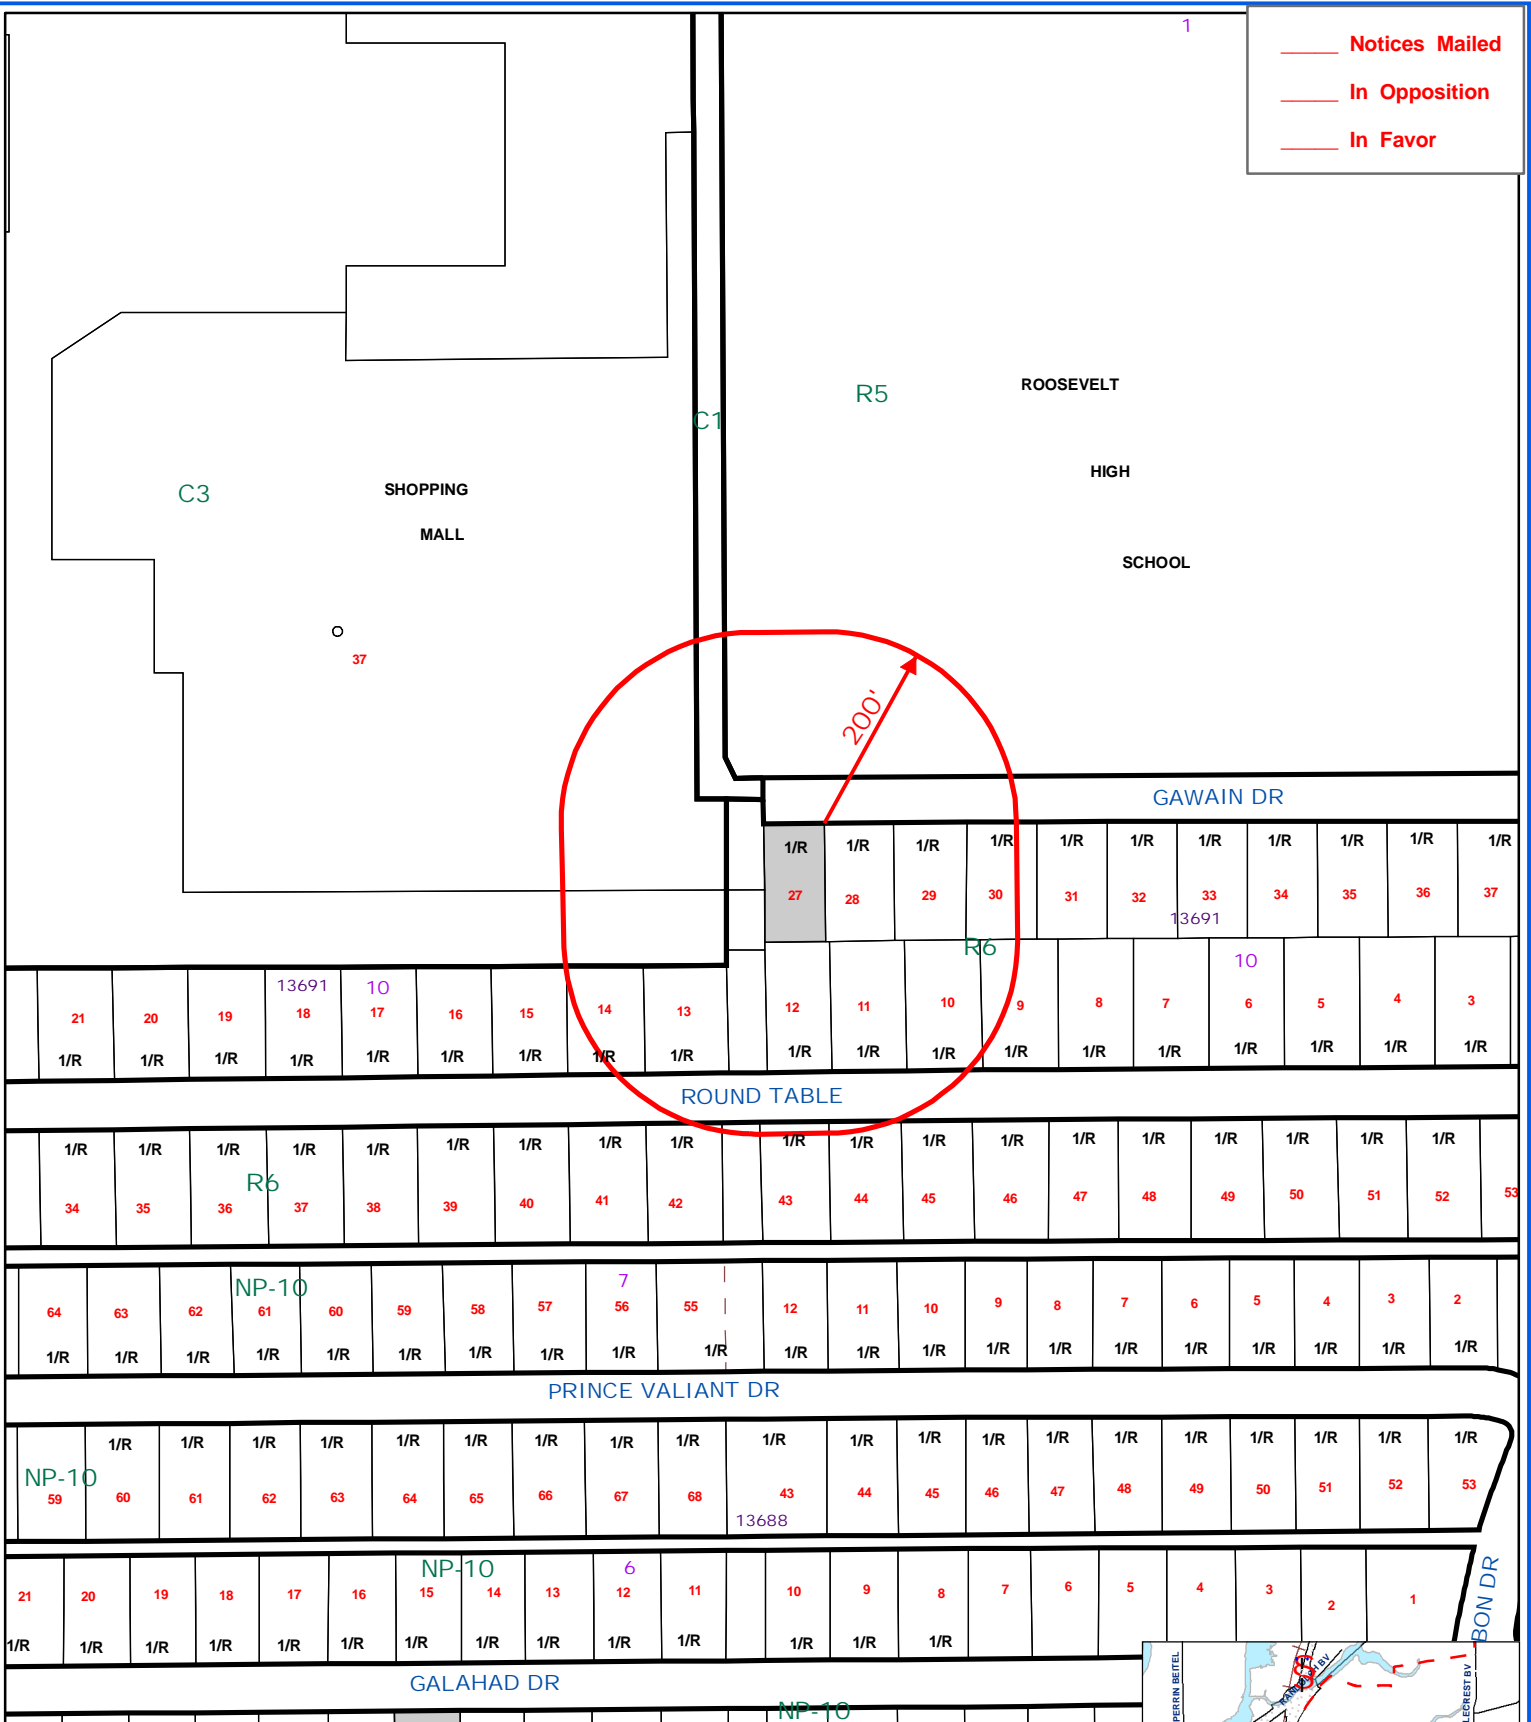 1
_____ Notices Mailed
_____ In Opposition
_____ In Favor
ROOSEVELT
R5
C1
HIGH
C3
SHOPPING
MALL
SCHOOL
37
200'
GAWAIN DR
1/R 1/R 1/R 1/R 1/R 1/R 1/R 1/R 1/R 1/R 1/R
27 28 29 30 31 32 33 34 35 36 37
13691
R6
10
13691 10
21 20 19 18 17 16 15 14 13 12 11 10 9 8 7 6 5 4 3
1/R 1/R 1/R 1/R 1/R 1/R 1/R 1/R 1/R 1/R 1/R 1/R 1/R 1/R 1/R 1/R 1/R 1/R 1/R
ROUND TABLE
1/R 1/R 1/R 1/R 1/R 1/R 1/R 1/R 1/R 1/R 1/R 1/R 1/R 1/R 1/R 1/R 1/R 1/R 1/R
R6
34 35 36 37 38 39 40 41 42 43 44 45 46 47 48 49 50 51 52 53
NP-10
7
64 63 62 61 60 59 58 57 56 55 12 11 10 9 8 7 6 5 4 3 2
1/R 1/R 1/R 1/R 1/R 1/R 1/R 1/R 1/R 1/R 1/R 1/R 1/R 1/R 1/R 1/R 1/R 1/R 1/R 1/R 1/R
PRINCE VALIANT DR
1/R 1/R 1/R 1/R 1/R 1/R 1/R 1/R 1/R 1/R 1/R 1/R 1/R 1/R 1/R 1/R 1/R 1/R 1/R 1/R
NP-10
59 60 61 62 63 64 65 66 67 68 43 44 45 46 47 48 49 50 51 52 53
13688
NP-10
6
21 20 19 18 17 16 15 14 13 12 11 10 9 8 7 6 5 4 3 2 1
1/R 1/R 1/R 1/R 1/R 1/R 1/R 1/R 1/R 1/R 1/R 1/R 1/R 1/R
BON DR
GALAHAD DR
NP-10
PERRIN BEITEL
LECREST BV